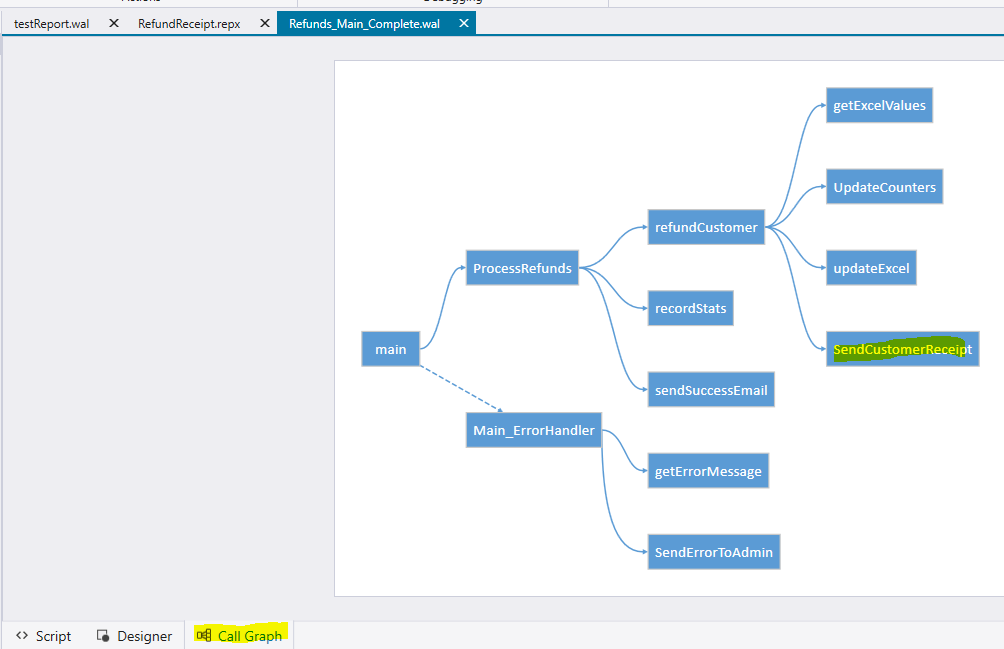 Debugging
testReport.wal
RefundReceipt.repx
Refunds_Main_Complete.wal
getExcelValues
UpdateCounters
refundCustomer
ProcessRefunds
updateExcel
recordStats
main
SendCustomerReceipt
sendSuccessEmail
Main_ErrorHandler
getErrorMessage
SendErrorToAdmin
Script
Designer
Call Graph